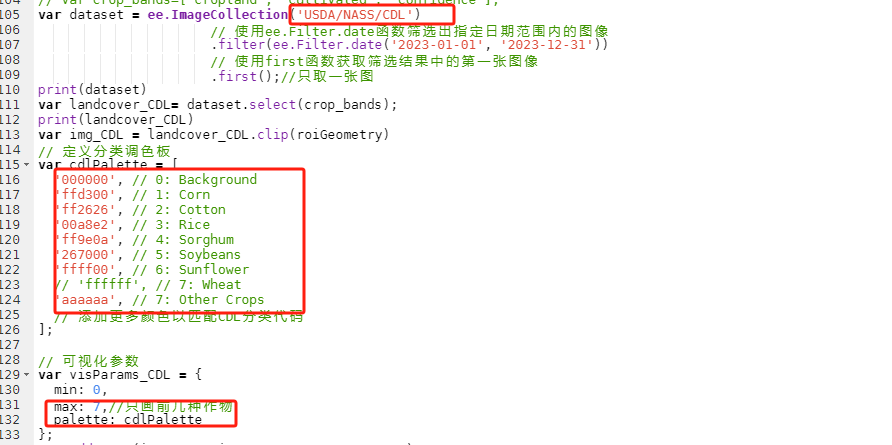 104 // var crop_bands=['cropland', 'cultivated', 'confidence'];
105 var dataset = ee.ImageCollection('USDA/NASS/CDL')
106 // 使用ee.Filter.date函数筛选出指定日期范围内的图像
107 .filter(ee.Filter.date('2023-01-01', '2023-12-31'))
108 // 使用first函数获取筛选结果中的第一张图像
109 .first();//只取一张图
110 print(dataset)
111 var landcover_CDL= dataset.select(crop_bands);
112 print(landcover_CDL)
113 var img_CDL = landcover_CDL.clip(roiGeometry)
114 // 定义分类调色板
115 var cdlPalette = [
116 '000000', // 0: Background
117 'ffd300', // 1: Corn
118 'ff2626', // 2: Cotton
119 '00a8e2', // 3: Rice
120 'ff9e0a', // 4: Sorghum
121 '267000', // 5: Soybeans
122 'ffff00', // 6: Sunflower
123 // 'ffffff', // 7: Wheat
124 'aaaaaa', // 7: Other Crops
125 // 添加更多颜色以匹配CDL分类代码
126 ];
127
128 // 可视化参数
129 var visParams_CDL = {
130 min: 0,
131 max: 7,//只画前几种作物
132 palette: cdlPalette
133 };